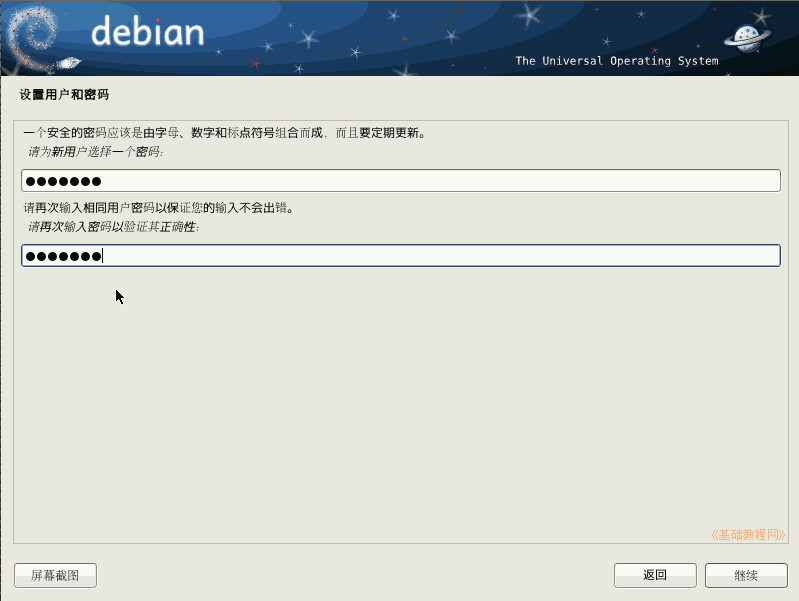 debian
The Universal Operating System
设置用户和密码
一个安全的密码应该是由字母、数字和标点符号组合而成，而且要定期更新。
请为新用户选择一个密码:
●●●●●●●
请再次输入相同用户密码以保证您的输入不会出错。
请再次输入密码以验证其正确性:
●●●●●●●
《基础教程网》
屏幕截图
返回
继续